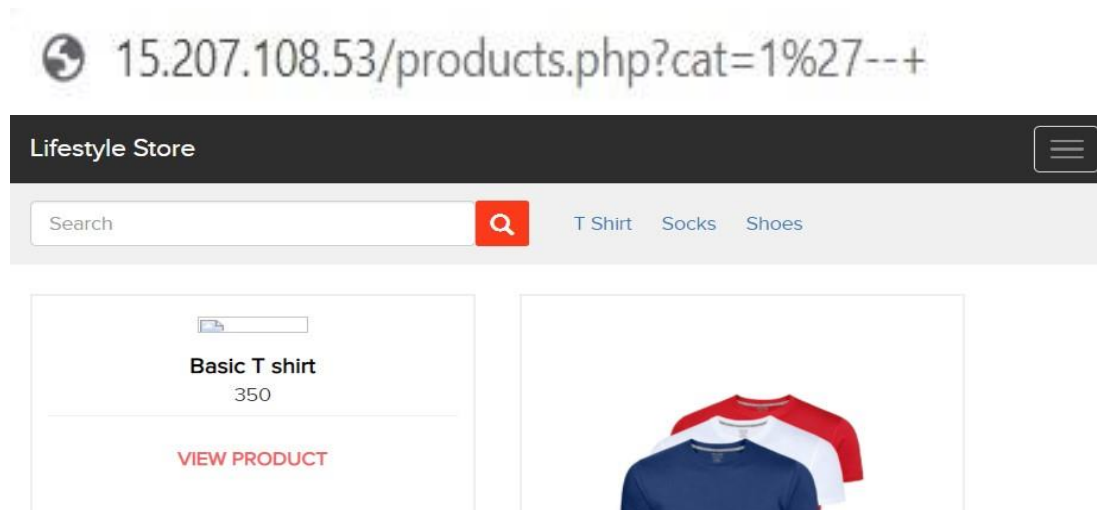 15.207.108.53/products.php?cat=1%27--+
Lifestyle Store
Search
T Shirt Socks Shoes
Basic T shirt
350
VIEW PRODUCT